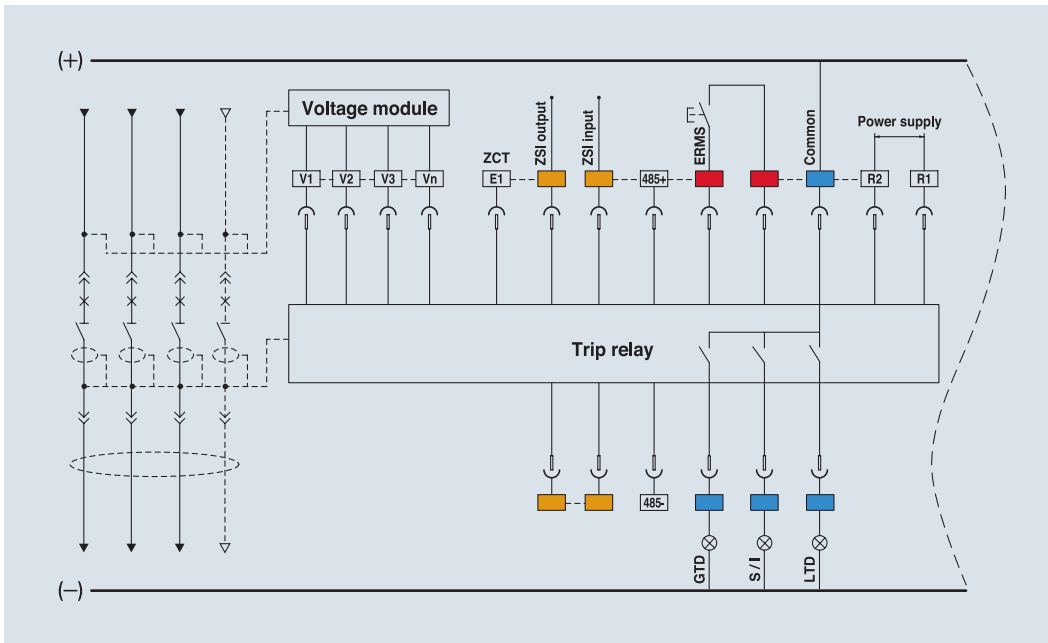 (+)
Voltage module
ZCT
ZSI output
ZSI input
ERMS
Common
Power supply
V1 V2 V3 Vn E1 485+ R2 R1
Trip relay
485-
GTD
S / I
LTD
(–)